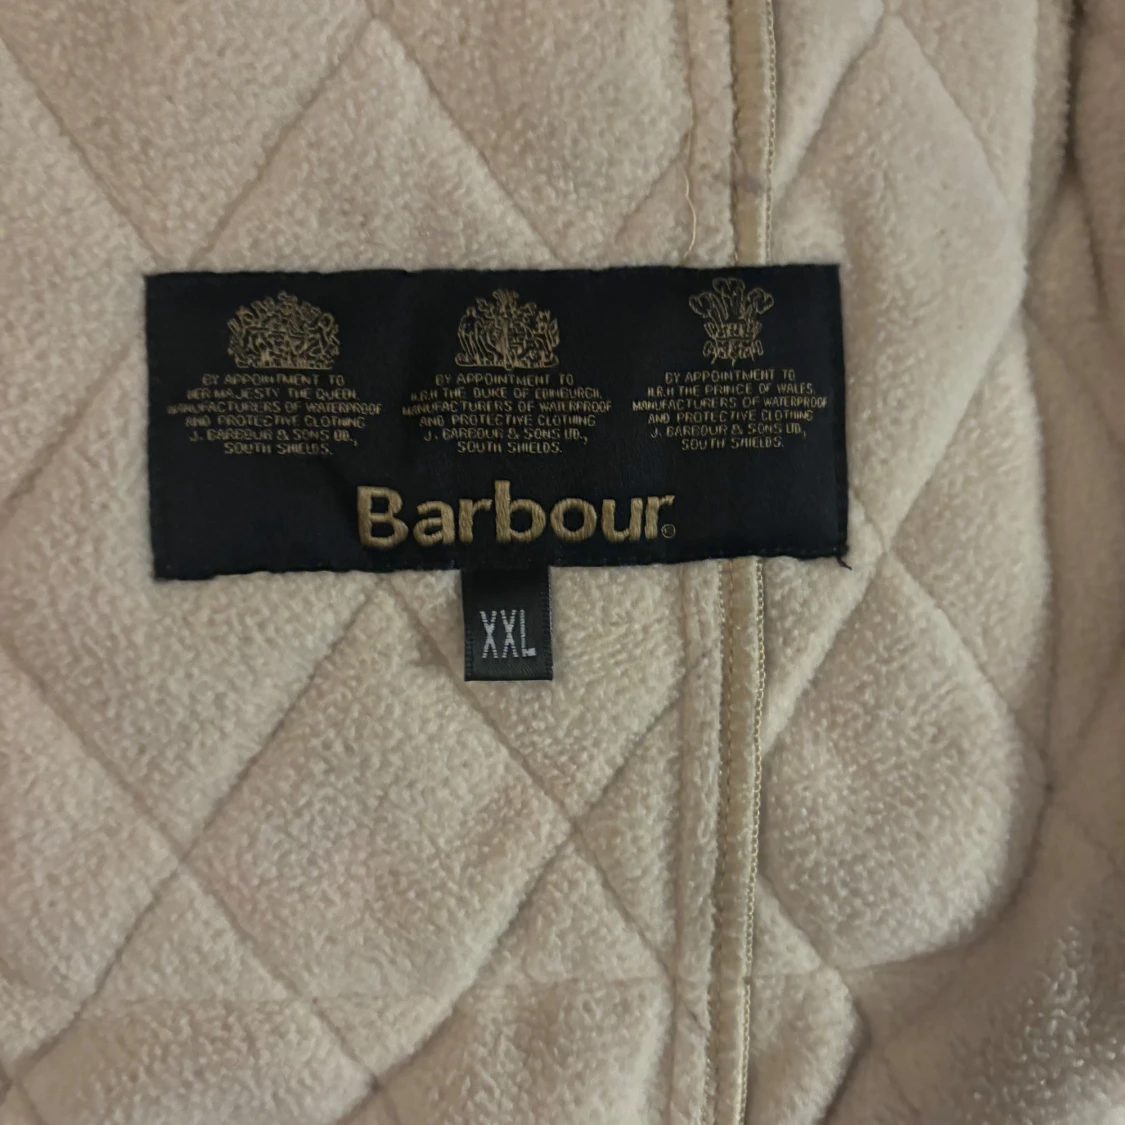 BY APPOINTMENT TO
HER MAJESTY THE QUEEN.
MANUFACTURERS OF WATERPROOF
AND PROTECTIVE CLOTHING
J. BARBOUR & SONS LTD.,
SOUTH SHIELDS.
BY APPOINTMENT TO
H.R.H THE DUKE OF EDINBURGH.
MANUFACTURERS OF WATERPROOF
AND PROTECTIVE CLOTHING
J. BARBOUR & SONS LTD.,
SOUTH SHIELDS.
BY APPOINTMENT TO
H.R.H THE PRINCE OF WALES.
MANUFACTURERS OF WATERPROOF
AND PROTECTIVE CLOTHING
J. BARBOUR & SONS LTD.,
SOUTH SHIELDS.
Barbour®
XXL